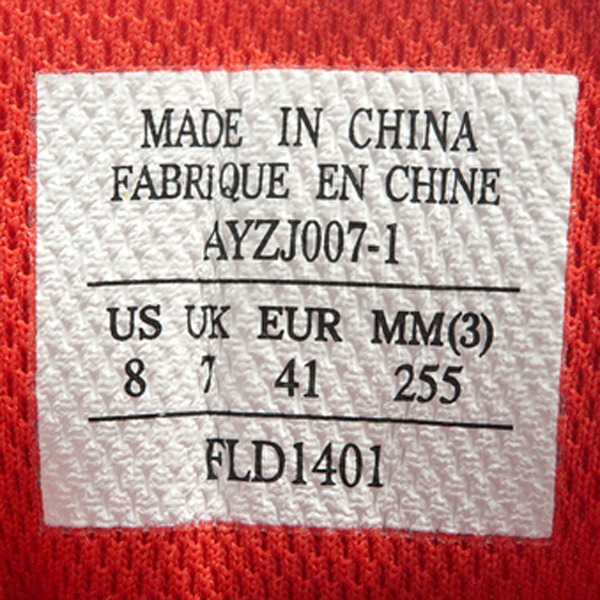 MADE IN CHINA
FABRIQUE EN CHINE
AYZJ007-1
US UK EUR MM(3)
8 7 41 255
FLD1401